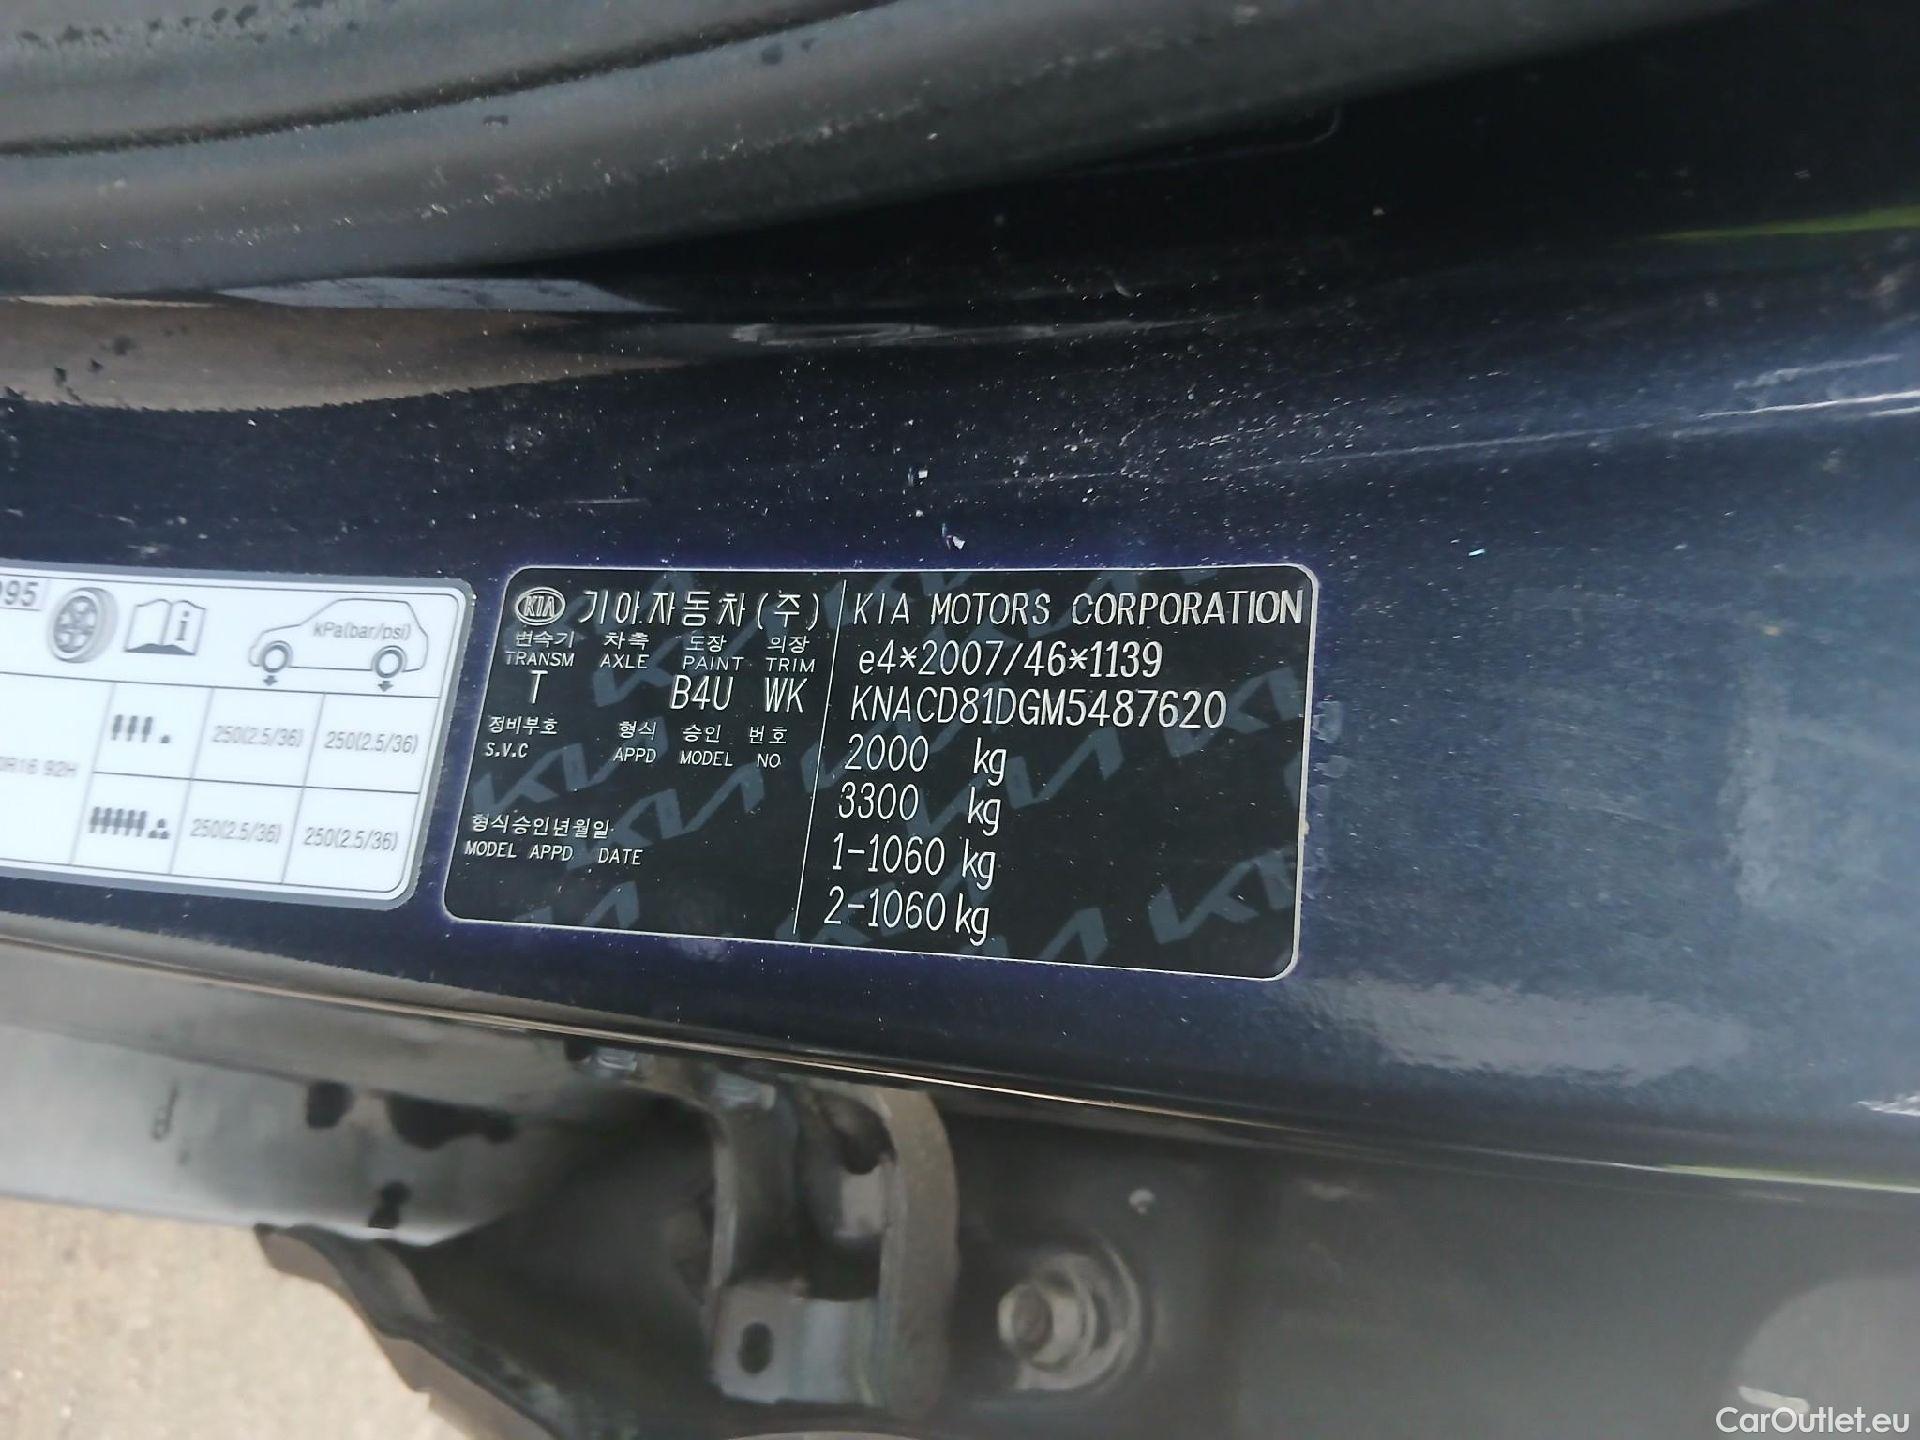 95
kPa(bar/psi)
250(2.5/36) 250(2.5/36)
R16 92H
250(2.5/36) 250(2.5/36)
KIA 기아자동차(주)
변속기 차축 도장 의장
TRANSM AXLE PAINT TRIM
T B4U WK
정비부호 형식 승인 번호
S.V.C APPD MODEL NO
형식승인년월일
MODEL APPD DATE
KIA MOTORS CORPORATION
e4*2007/46*1139
KNACD81DGM5487620
2000 kg
3300 kg
1-1060 kg
2-1060 kg
CarOutlet.eu